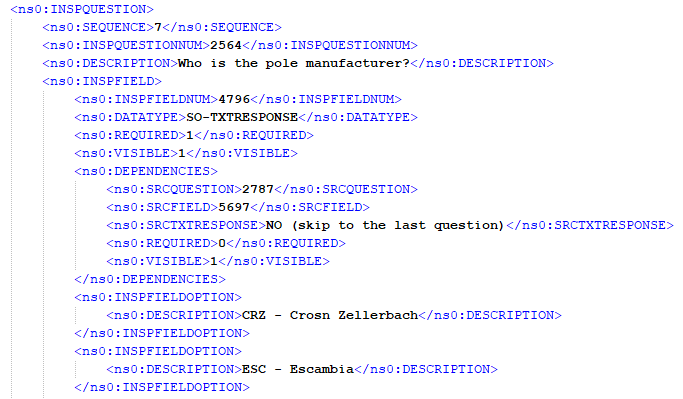 <ns0:INSPQUESTION>
<ns0:SEQUENCE>7</ns0:SEQUENCE>
<ns0:INSPQUESTIONNUM>2564</ns0:INSPQUESTIONNUM>
<ns0:DESCRIPTION>Who is the pole manufacturer?</ns0:DESCRIPTION>
<ns0:INSPFIELD>
<ns0:INSPFIELDNUM>4796</ns0:INSPFIELDNUM>
<ns0:DATATYPE>SO-TXTRESPONSE</ns0:DATATYPE>
<ns0:REQUIRED>1</ns0:REQUIRED>
<ns0:VISIBLE>1</ns0:VISIBLE>
<ns0:DEPENDENCIES>
<ns0:SRCQUESTION>2787</ns0:SRCQUESTION>
<ns0:SRCFIELD>5697</ns0:SRCFIELD>
<ns0:SRCTXTRESPONSE>NO (skip to the last question)</ns0:SRCTXTRESPONSE>
<ns0:REQUIRED>0</ns0:REQUIRED>
<ns0:VISIBLE>1</ns0:VISIBLE>
</ns0:DEPENDENCIES>
<ns0:INSPFIELDOPTION>
<ns0:DESCRIPTION>CRZ - Crosn Zellerbach</ns0:DESCRIPTION>
</ns0:INSPFIELDOPTION>
<ns0:INSPFIELDOPTION>
<ns0:DESCRIPTION>ESC - Escambia</ns0:DESCRIPTION>
</ns0:INSPFIELDOPTION>